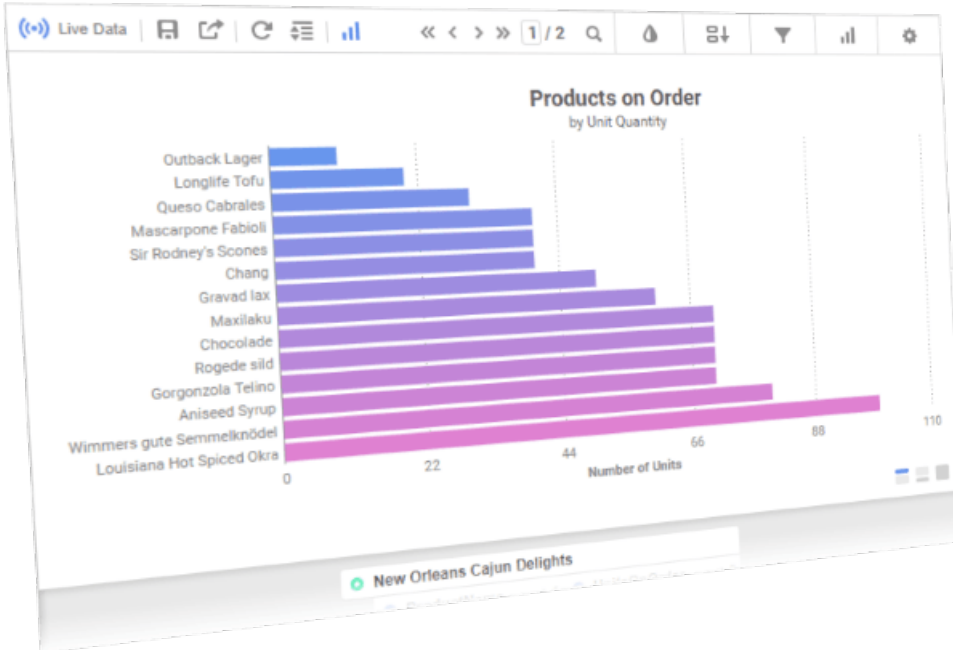 Live Data
1 / 2
Products on Order
by Unit Quantity
Outback Lager
Longlife Tofu
Queso Cabrales
Mascarpone Fabioli
Sir Rodney's Scones
Chang
Gravad lax
Maxilaku
Chocolade
Rogede sild
Gorgonzola Telino
Aniseed Syrup
Wimmers gute Semmelknödel
Louisiana Hot Spiced Okra
0 22 44 66 88 110
Number of Units
New Orleans Cajun Delights